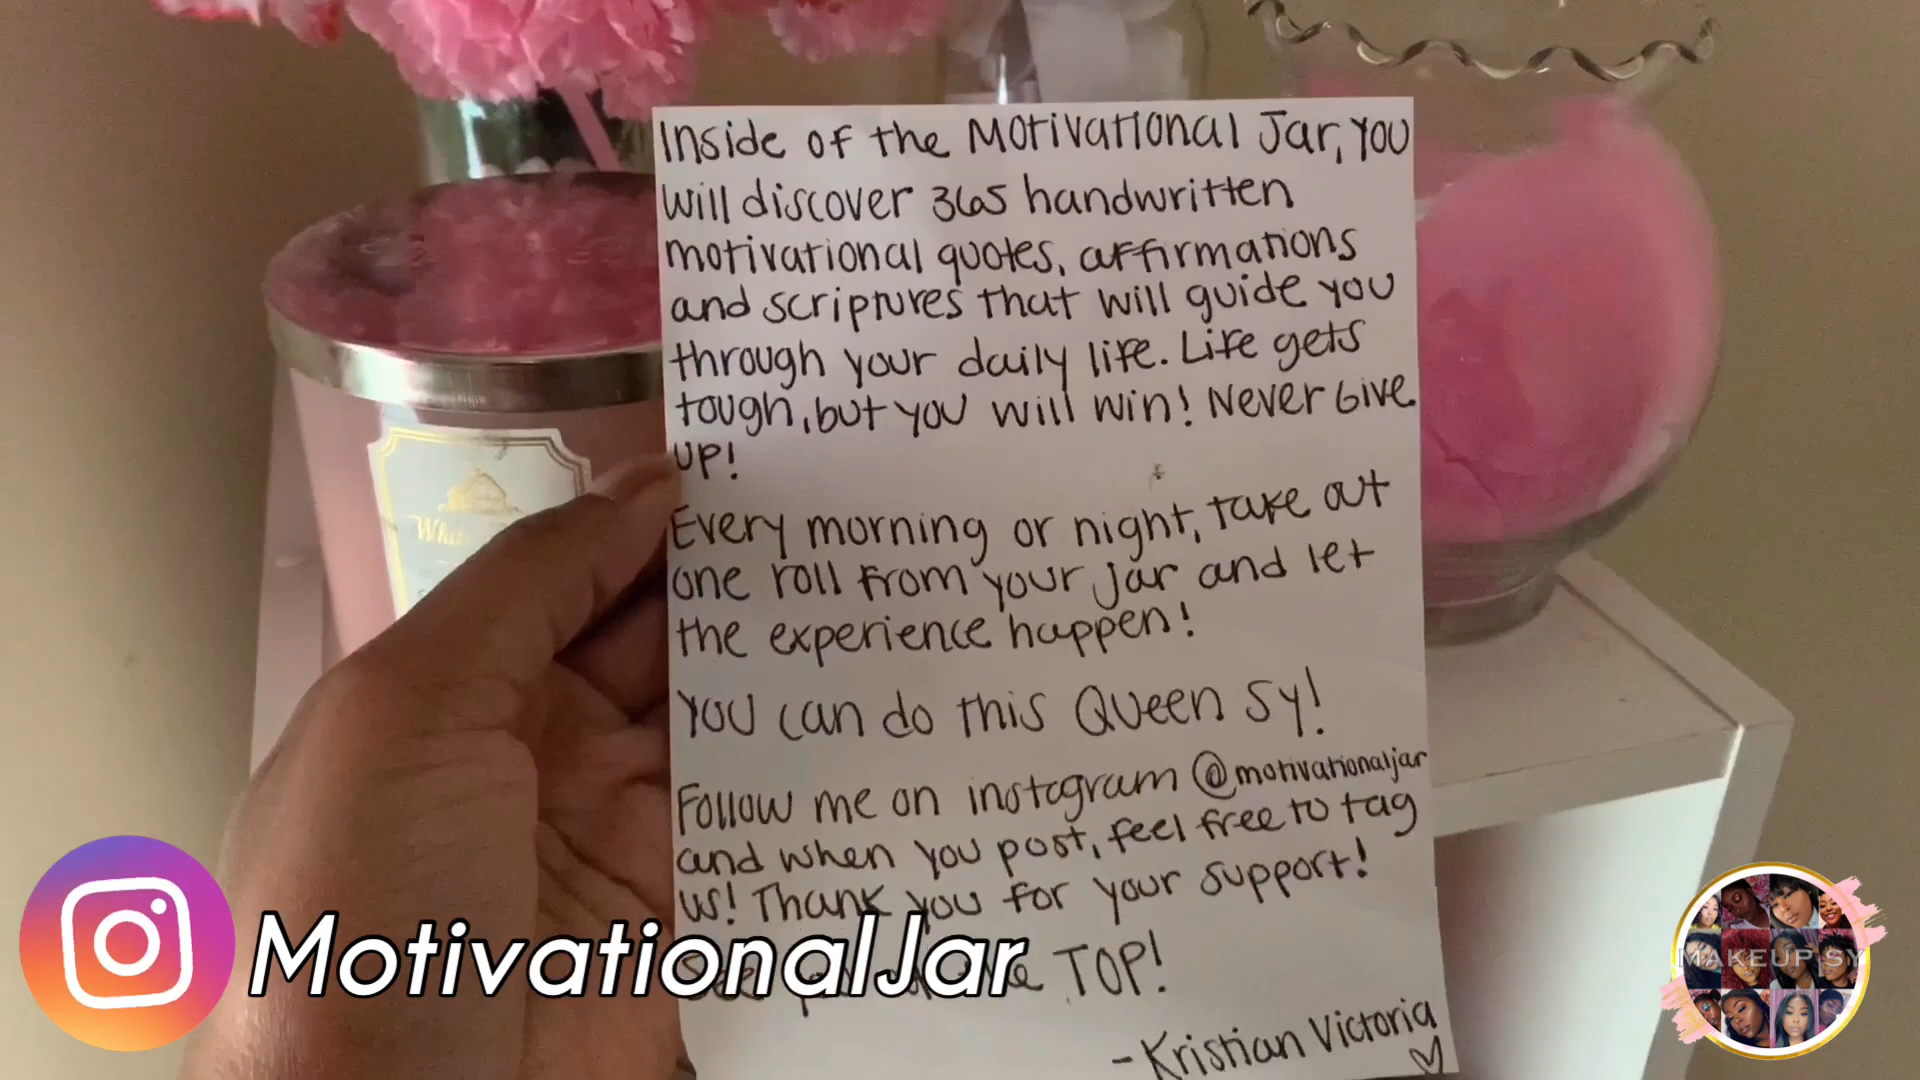 Inside of the Motivational Jar, you
will discover 365 handwritten
motivational quotes, affirmations
and scriptures that will guide you
through your daily life. Life gets
tough, but you will win! Never Give
UP!
Every morning or night, take out
one roll from your jar and let
the experience happen!
You can do this Queen Sy!
Follow me on instagram @motivationaljar
and when you post, feel free to tag
us! Thank you for your support!
See TOP!
-Kristian Victoria
MotivationalJar
MAKEUP SY
White